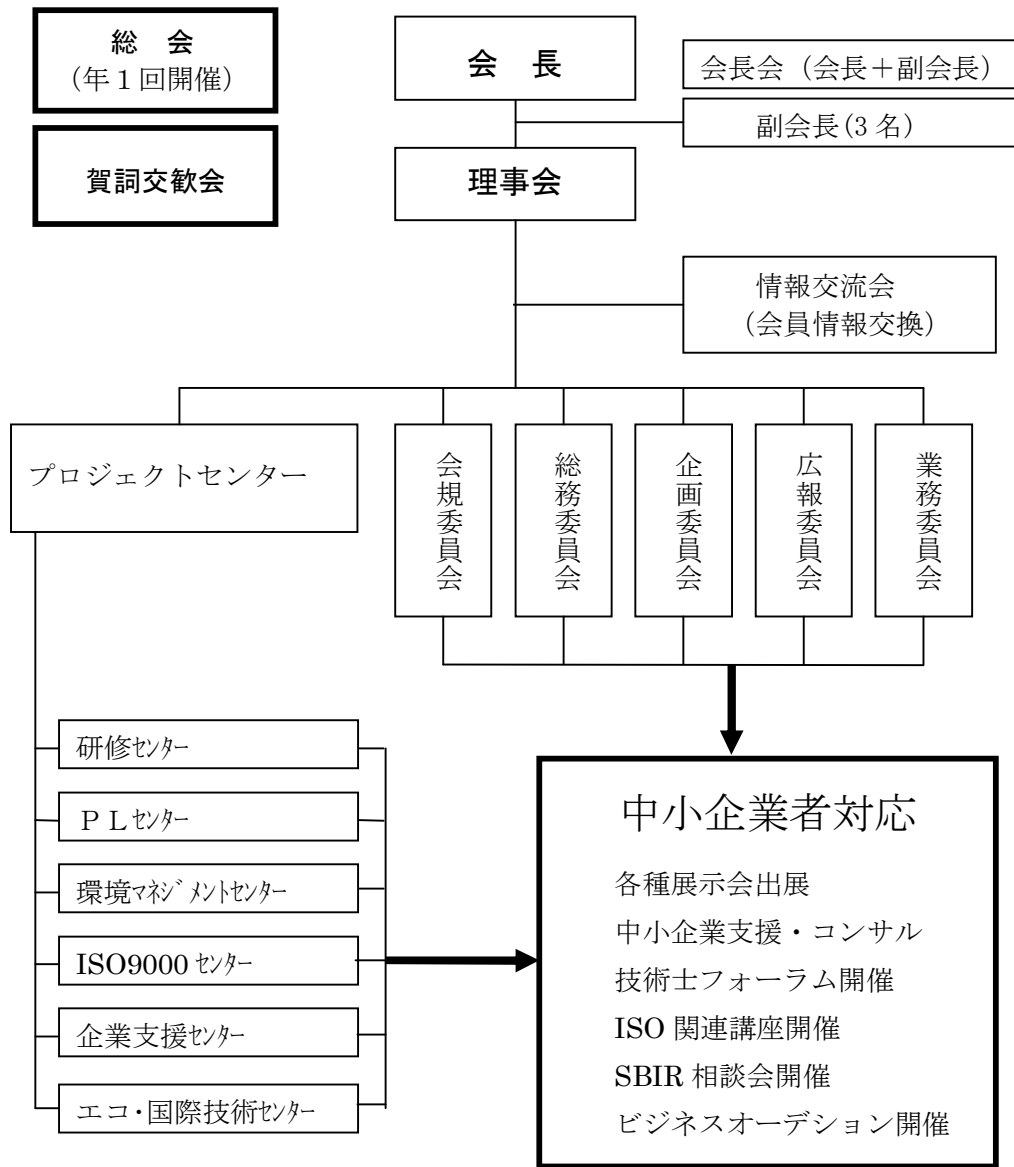 総　会
(年１回開催)
会　長
会長会（会長＋副会長）
副会長(3 名)
賀詞交歓会
理事会
情報交流会
（会員情報交換）
プロジェクトセンター
会規委員会
総務委員会
企画委員会
広報委員会
業務委員会
研修ｾﾝﾀｰ
ＰＬｾﾝﾀｰ
環境ﾏﾈｼﾞﾒﾝﾄｾﾝﾀｰ
ISO9000 ｾﾝﾀｰ
企業支援ｾﾝﾀｰ
エコ・国際技術ｾﾝﾀｰ
中小企業者対応
各種展示会出展
中小企業支援・コンサル
技術士フォーラム開催
ISO 関連講座開催
SBIR 相談会開催
ビジネスオーデション開催